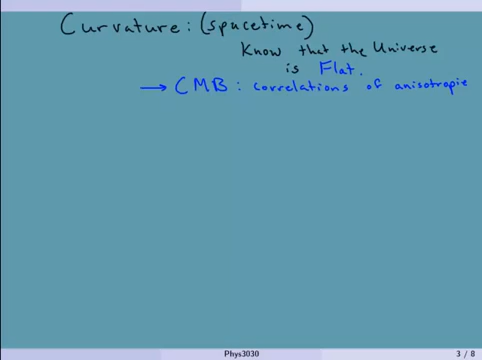 Curvature: (spacetime)
Know that the Universe
is Flat.
→ CMB: correlations of anisotropie
Phys3030
3 / 8